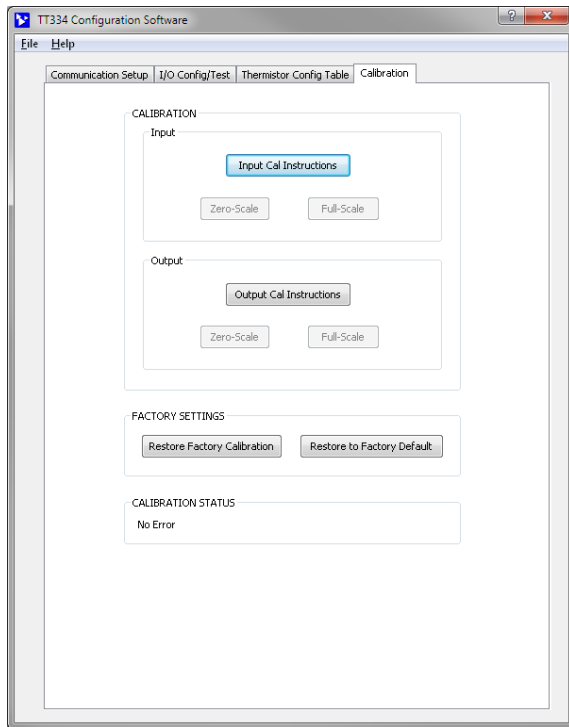 TT334 Configuration Software
File Help
Communication Setup I/O Config/Test Thermistor Config Table Calibration
CALIBRATION
Input
Input Cal Instructions
Zero-Scale Full-Scale
Output
Output Cal Instructions
Zero-Scale Full-Scale
FACTORY SETTINGS
Restore Factory Calibration Restore to Factory Default
CALIBRATION STATUS
No Error